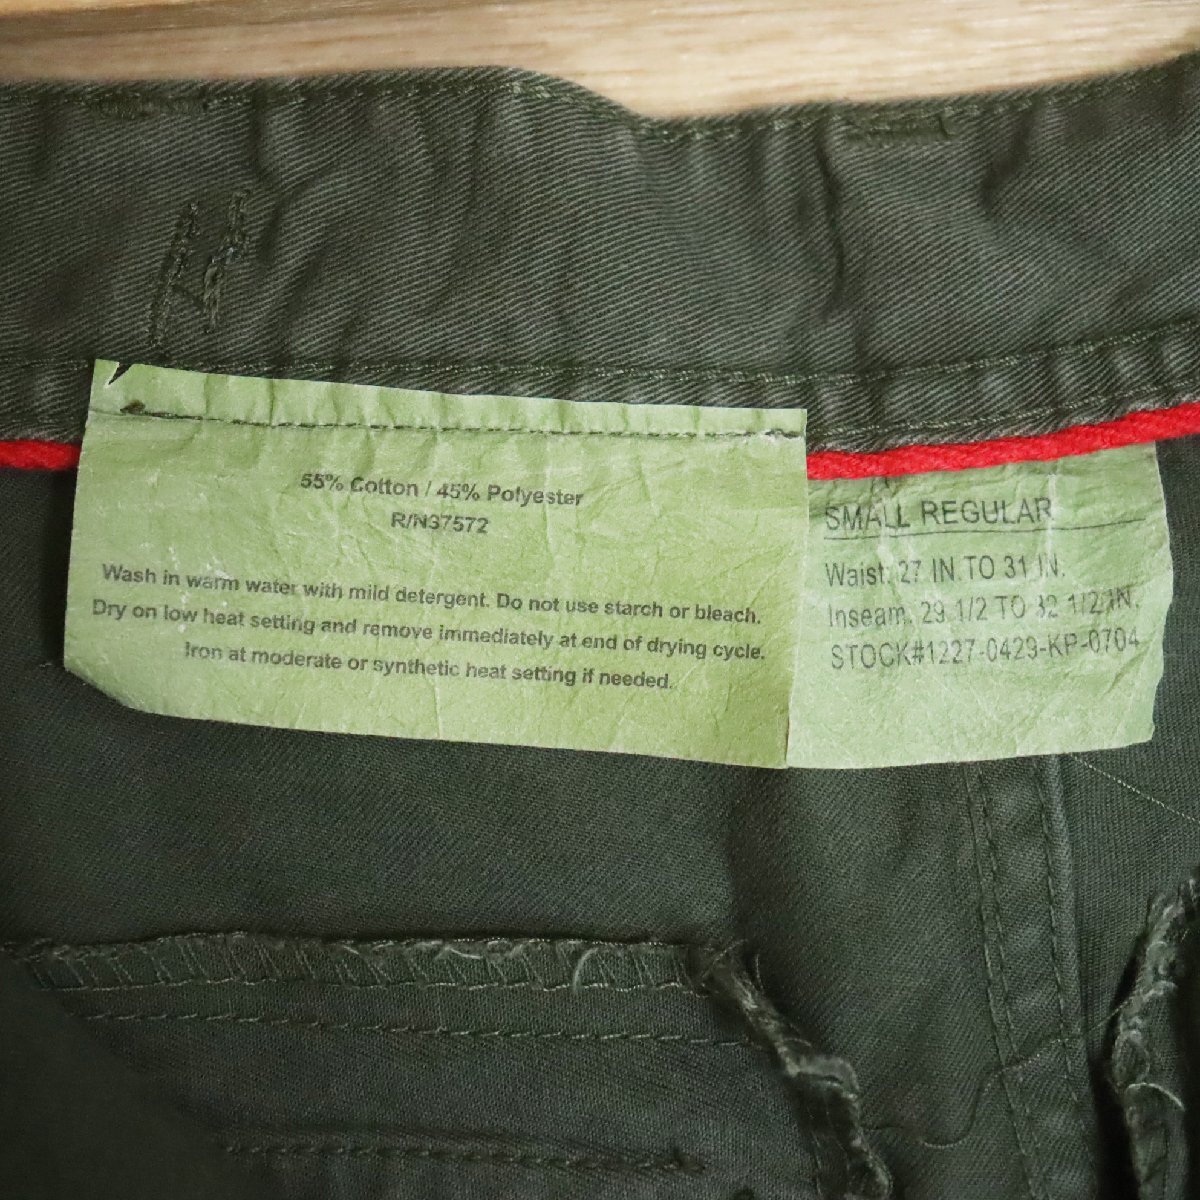 55% Cotton / 45% Polyester
R/N37572
Wash in warm water with mild detergent. Do not use starch or bleach.
Dry on low heat setting and remove immediately at end of drying cycle.
Iron at moderate or synthetic heat setting if needed.
SMALL REGULAR
Waist. 27 IN TO 31 IN.
Inseam. 29 1/2 TO 32 1/2 IN.
STOCK#1227-0429-KP-0704